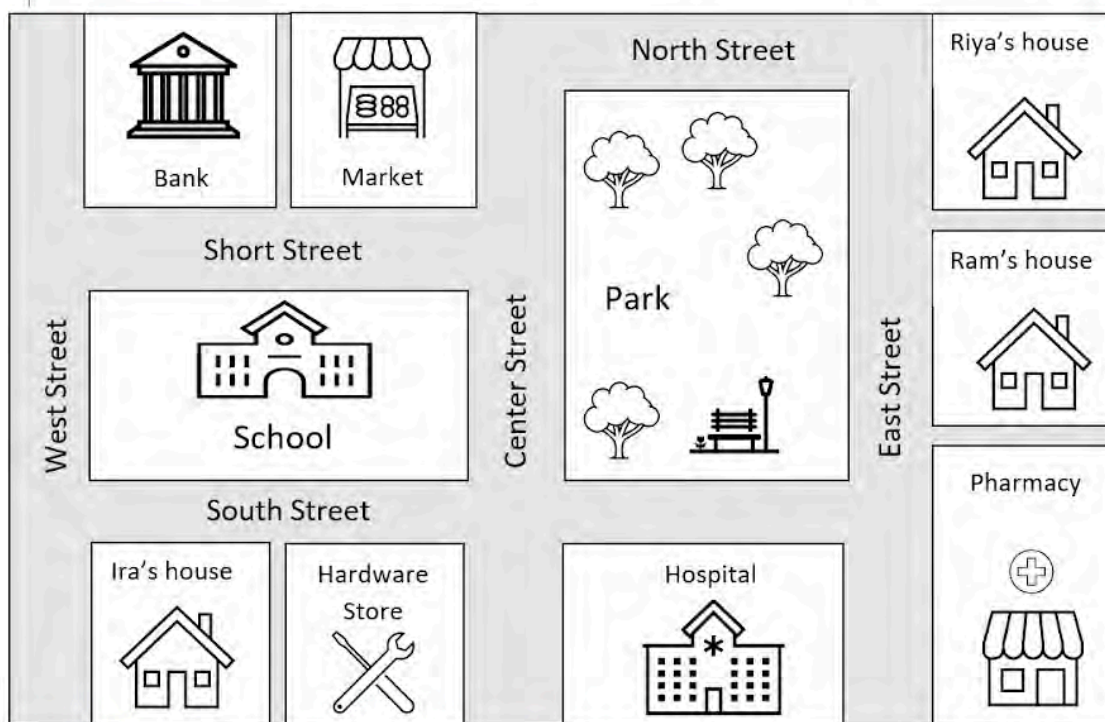 North Street
Riya's house
88
Bank
Market
Short Street
Ram's house
Park
West Street
Center Street
East Street
School
Pharmacy
South Street
Ira's house
Hardware
Store
Hospital